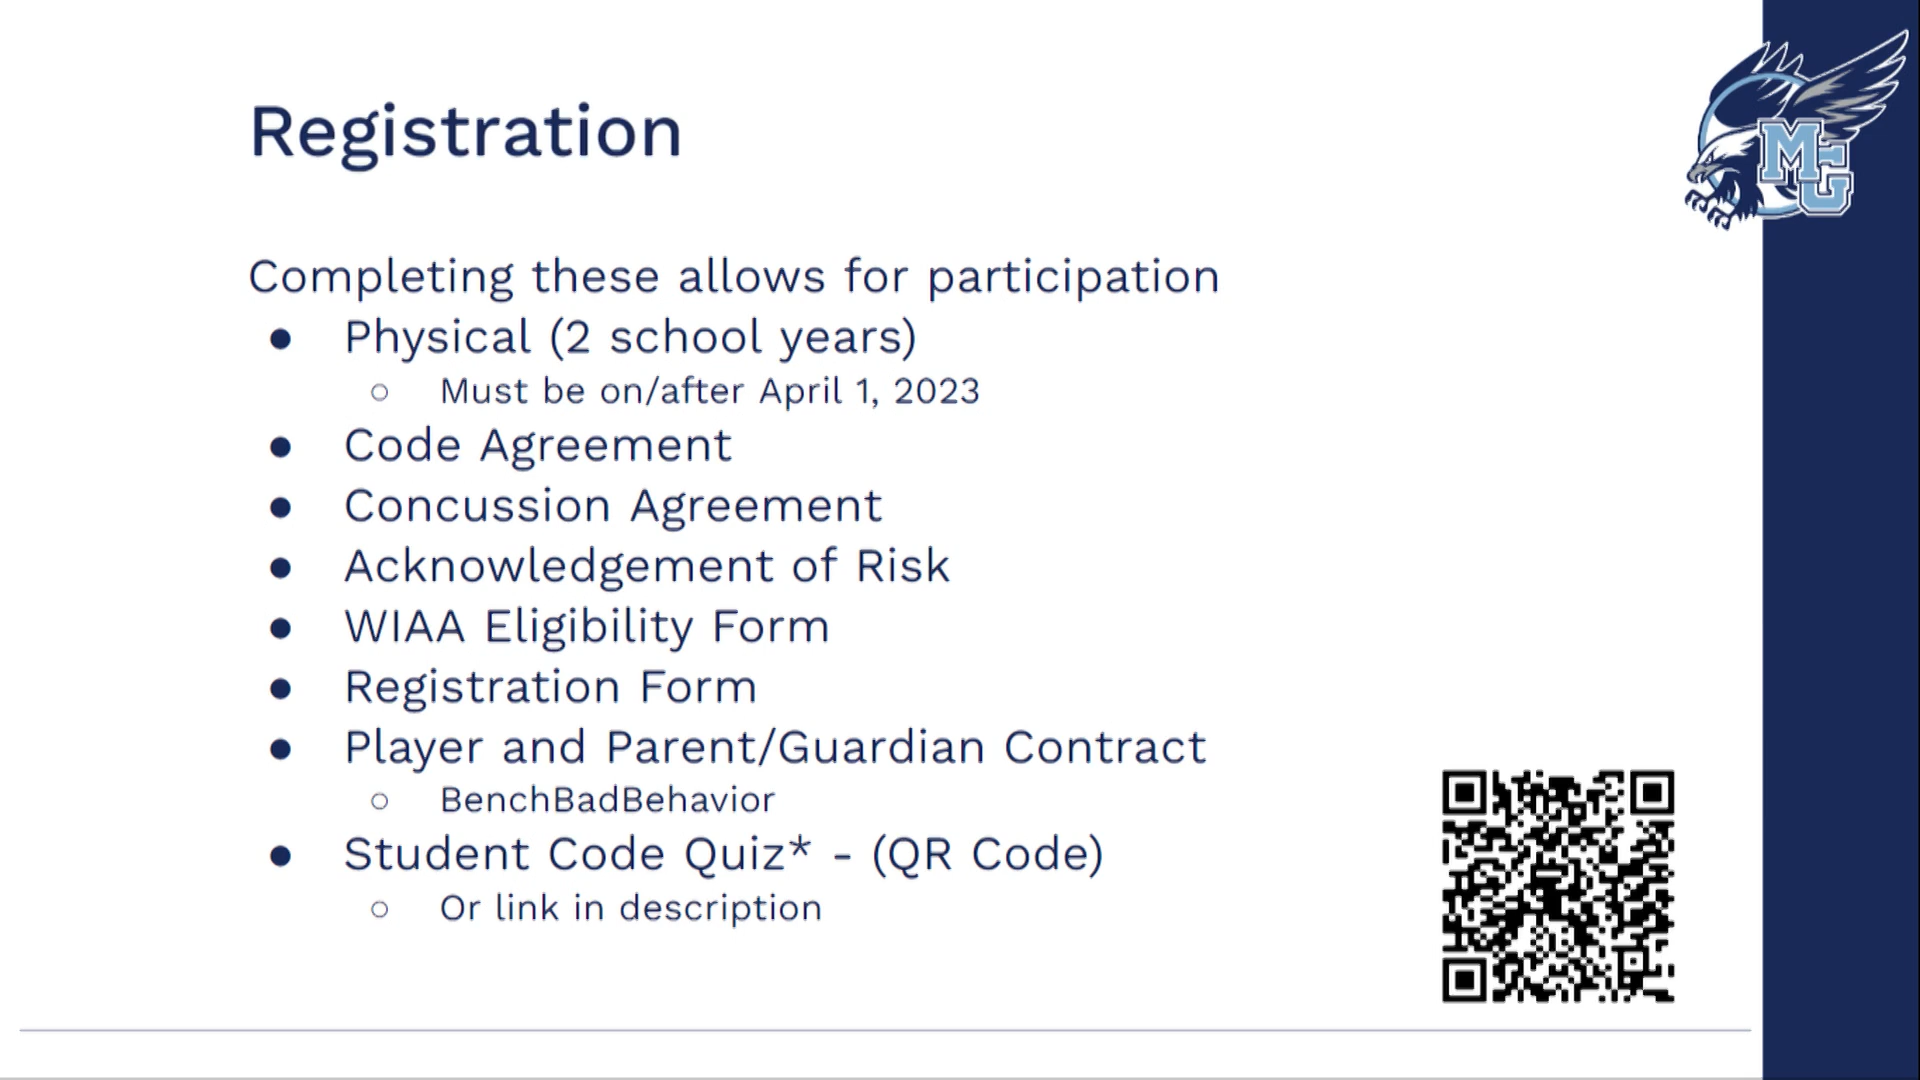 Registration
MG
Completing these allows for participation
● Physical (2 school years)
○ Must be on/after April 1, 2023
● Code Agreement
● Concussion Agreement
● Acknowledgement of Risk
● WIAA Eligibility Form
● Registration Form
● Player and Parent/Guardian Contract
○ BenchBadBehavior
● Student Code Quiz* - (QR Code)
○ Or link in description